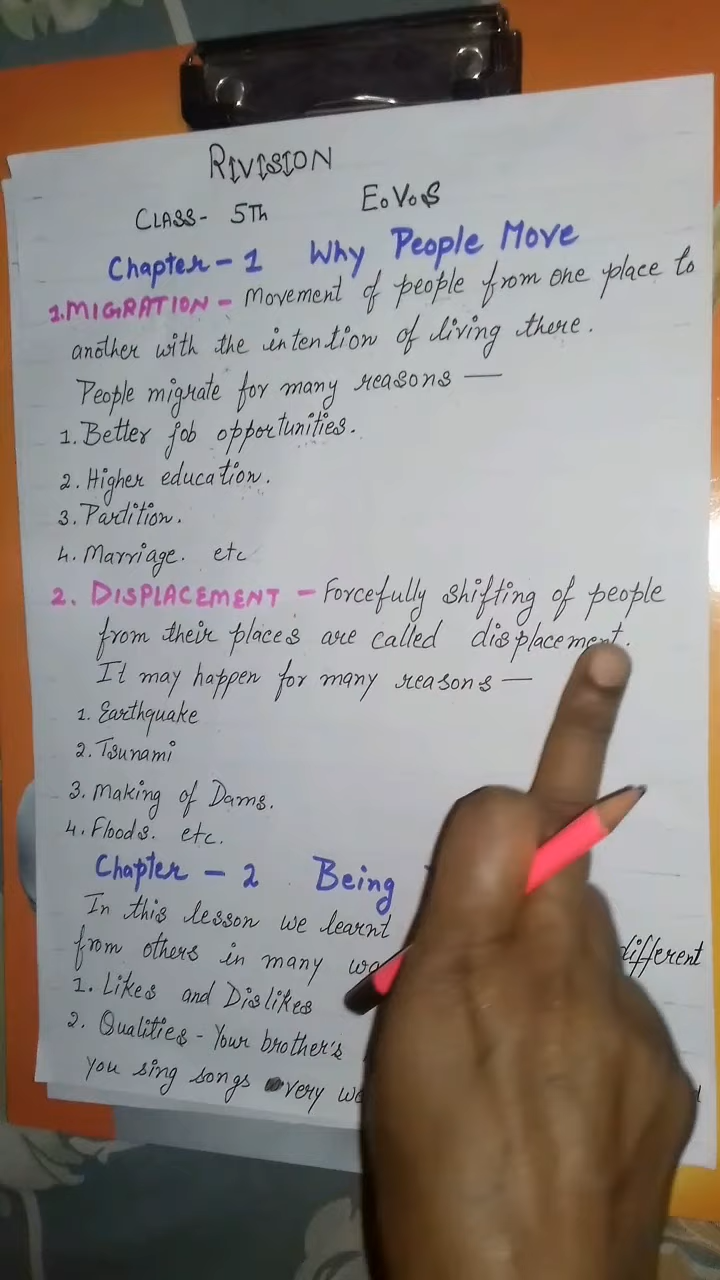 RIVISION
CLASS- 5Th E.V.S
Chapter - 1 Why People Move
1. MIGRATION - Movement of people from one place to
another with the intention of living there.
People migrate for many reasons —
1. Better job opportunities.
2. Higher education.
3. Partition.
4. Marriage. etc
2. DISPLACEMENT - Forcefully shifting of people
from their places are called displacement.
It may happen for many reasons —
1. Earthquake
2. Tsunami
3. Making of Dams.
4. Floods. etc.
Chapter - 2 Being
In this lesson we learnt
different
from others in many
1. Likes and Dislikes
2. Qualities - Your brother's
you sing songs very